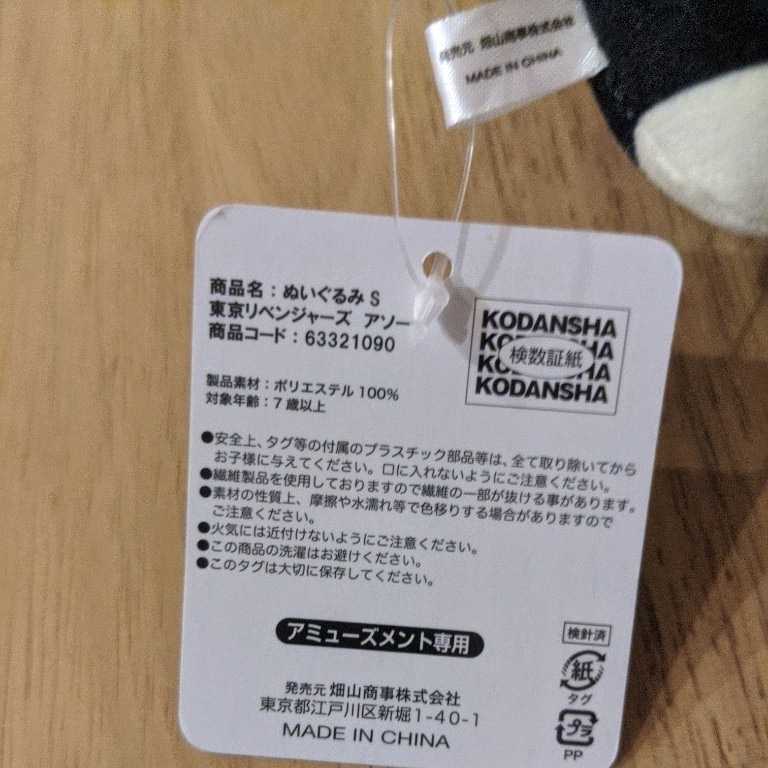 発売元 畑山商事株式会社
MADE IN CHINA
商品名：ぬいぐるみ S
東京リベンジャーズ アソー
商品コード：63321090
製品素材：ポリエステル 100%
対象年齢：7 歳以上
KODANSHA
検数証紙
KODANSHA
●安全上、タグ等の付属のプラスチック部品等は、全て取り除いてから
お子様に与えてください。口に入れないようにご注意ください。
●繊維製品を使用しておりますので繊維の一部が抜ける事があります。
●素材の性質上、摩擦や水濡れ等で色移りする場合がありますので
ご注意ください。
●火気には近付けないようにご注意ください。
●この商品の洗濯はお避けください。
●このタグは大切に保存してください。
アミューズメント専用
検針済
紙
タグ
プラ
PP
発売元 畑山商事株式会社
東京都江戸川区新堀1-40-1
MADE IN CHINA